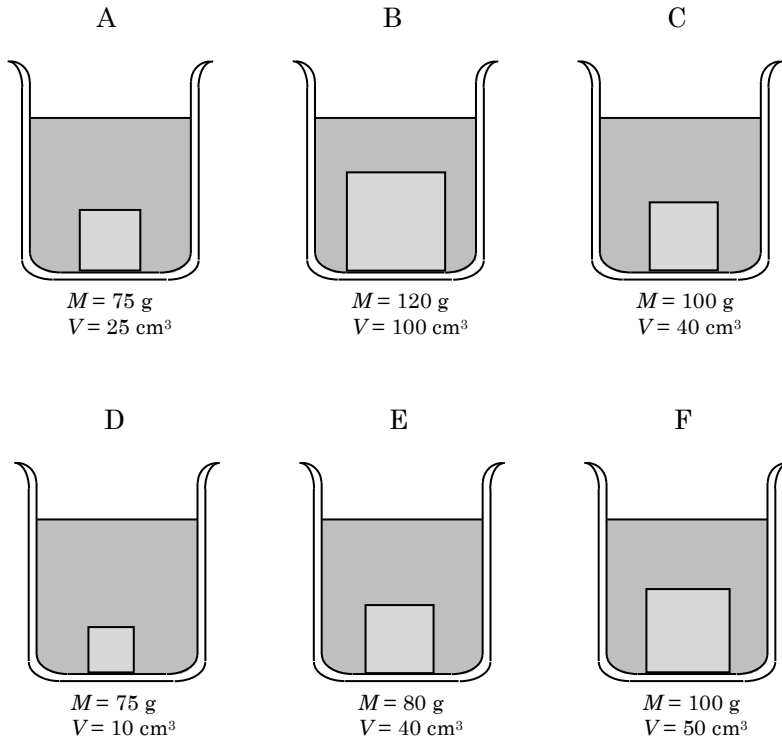 A B C
M = 75 g M = 120 g M = 100 g
V = 25 cm³ V = 100 cm³ V = 40 cm³
D E F
M = 75 g M = 80 g M = 100 g
V = 10 cm³ V = 40 cm³ V = 50 cm³